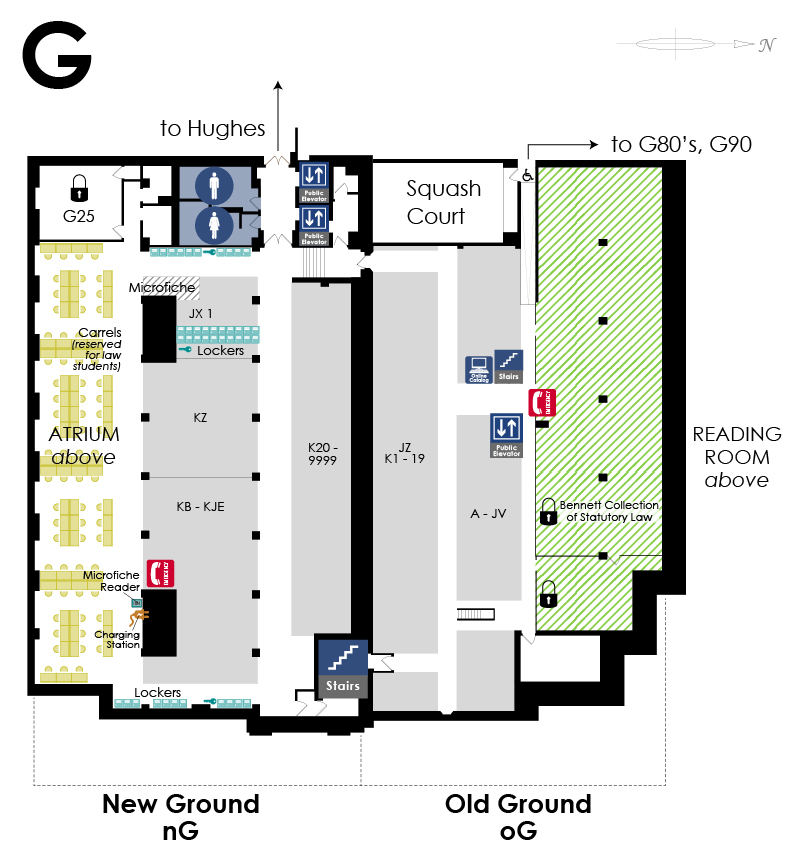 G
N
to Hughes
to G80's, G90
G25
Public
Elevator
Public
Elevator
Squash
Court
Microfiche
JX 1
Carrels
(reserved
for law
students)
Lockers
Online
Catalog
Stairs
KZ
ATRIUM
above
K20 -
9999
JZ
K1 - 19
Public
Elevator
READING
ROOM
above
KB - KJE
A - JV
Bennett Collection
of Statutory Law
Microfiche
Reader
Charging
Station
Stairs
Lockers
New Ground
nG
Old Ground
oG